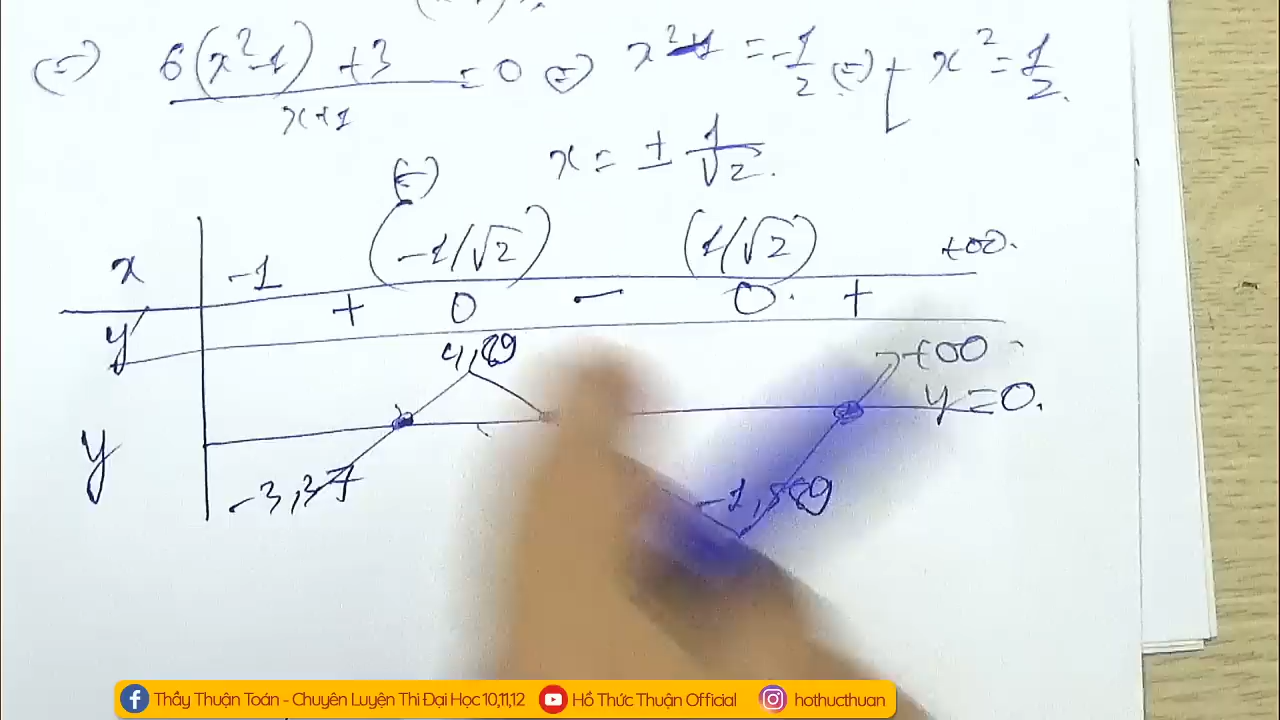 (=) 6(x²-1) + 3 / x+1 = 0 (=) x² = -1/2 (=) [ x² = 1/2.
(=) x = ± 1/√2.
x -1 (-1/√2) (1/√2) +∞.
y' + 0 - 0 +
4,89 +∞
y y = 0.
-3,37 -1,889
Thầy Thuận Toán - Chuyên Luyện Thi Đại Học 10,11,12 Hồ Thức Thuận Official hothucthuan